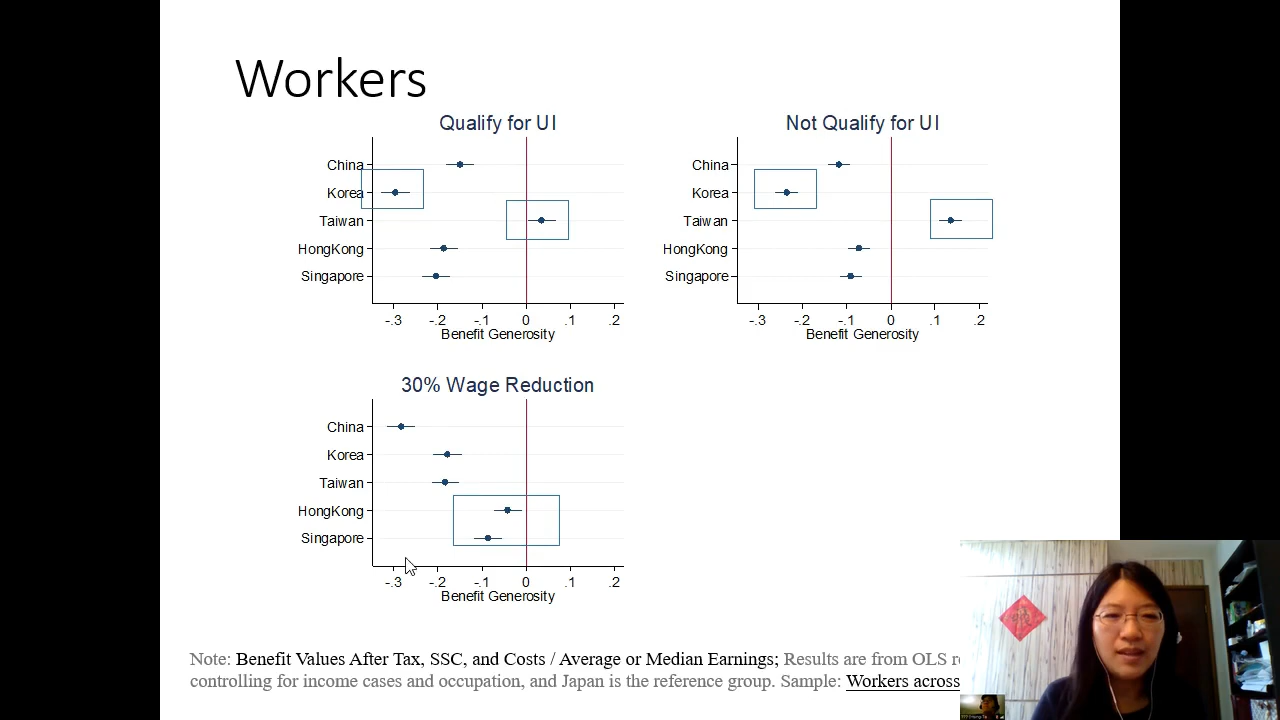 Workers
Qualify for UI
China
Korea
Taiwan
HongKong
Singapore
-.3 -.2 -.1 0 .1 .2
Benefit Generosity
Not Qualify for UI
China
Korea
Taiwan
HongKong
Singapore
-.3 -.2 -.1 0 .1 .2
Benefit Generosity
30% Wage Reduction
China
Korea
Taiwan
HongKong
Singapore
-.3 -.2 -.1 0 .1 .2
Benefit Generosity
Note: Benefit Values After Tax, SSC, and Costs / Average or Median Earnings; Results are from OLS
controlling for income cases and occupation, and Japan is the reference group. Sample: Workers across